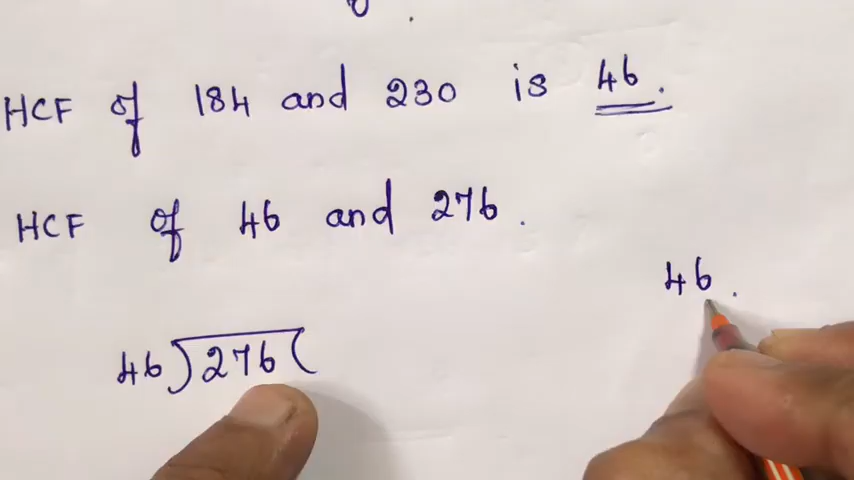 HCF of 184 and 230 is 46.
HCF of 46 and 276.
46.
46)276(